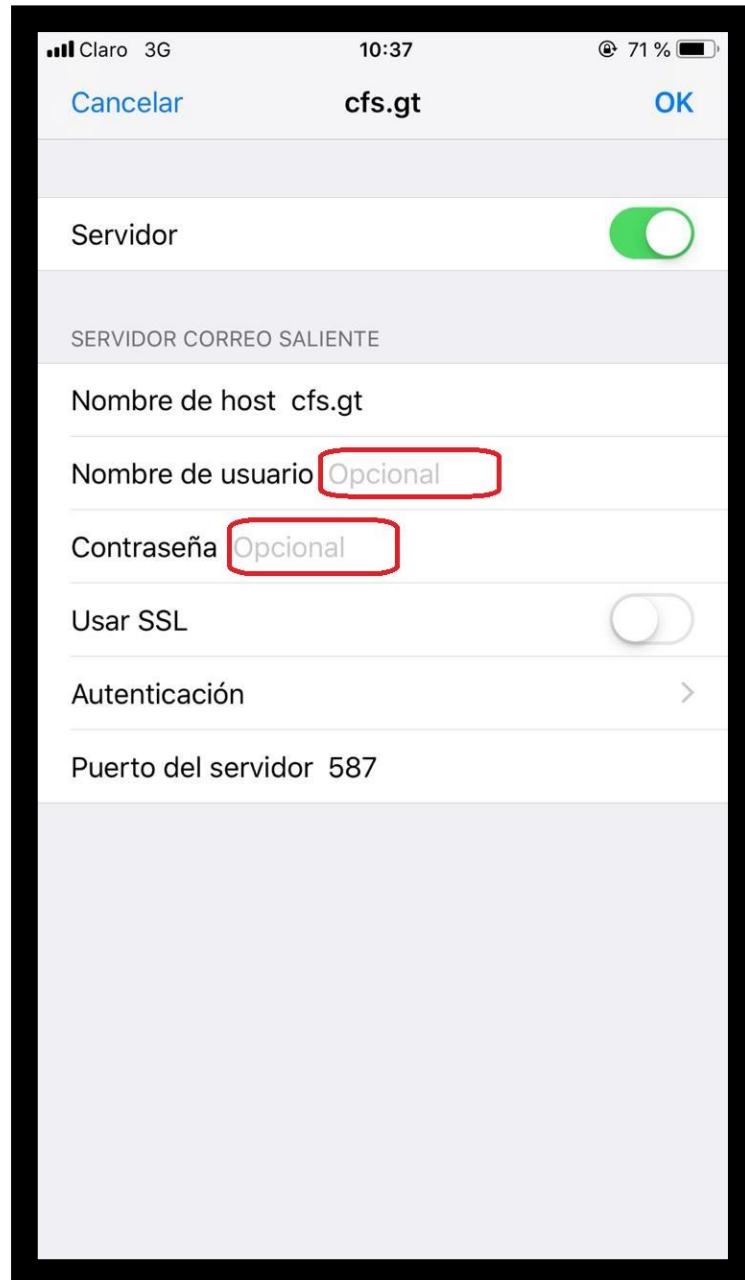 Claro 3G 10:37 71 %
Cancelar cfs.gt OK
Servidor
SERVIDOR CORREO SALIENTE
Nombre de host cfs.gt
Nombre de usuario Opcional
Contraseña Opcional
Usar SSL
Autenticación
Puerto del servidor 587